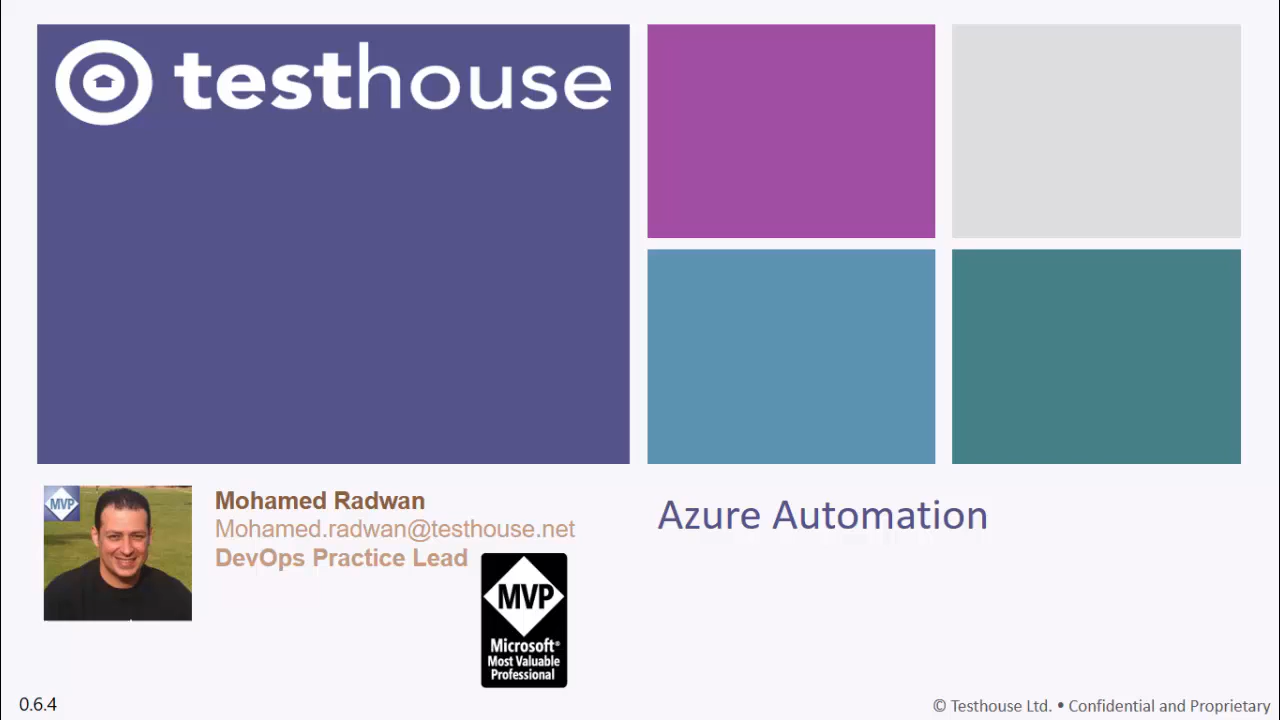 testhouse
MVP
Mohamed Radwan
Mohamed.radwan@testhouse.net
DevOps Practice Lead
MVP
Microsoft®
Most Valuable
Professional
Azure Automation
0.6.4
© Testhouse Ltd. • Confidential and Proprietary